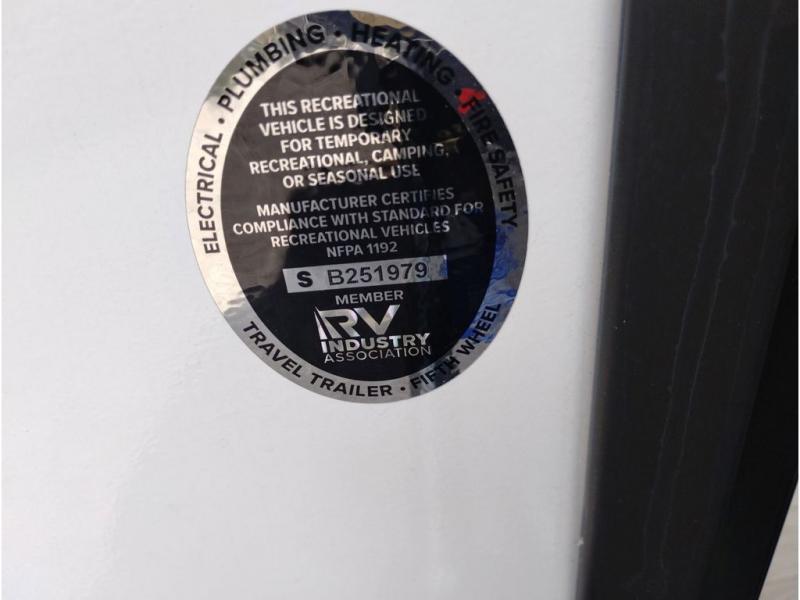 ELECTRICAL • PLUMBING • HEATING • FIRE SAFETY
THIS RECREATIONAL
VEHICLE IS DESIGNED
FOR TEMPORARY
RECREATIONAL, CAMPING,
OR SEASONAL USE
MANUFACTURER CERTIFIES
COMPLIANCE WITH STANDARD FOR
RECREATIONAL VEHICLES
NFPA 1192
S B251979
MEMBER
RV
INDUSTRY
ASSOCIATION
TRAVEL TRAILER • FIFTH WHEEL